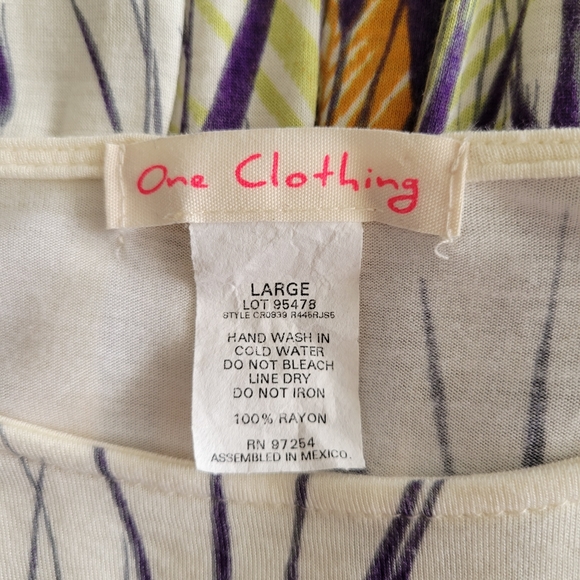 One Clothing
LARGE
LOT 95478
STYLE CR0939 R446RJS5
HAND WASH IN
COLD WATER
DO NOT BLEACH
LINE DRY
DO NOT IRON
100% RAYON
RN 97254
ASSEMBLED IN MEXICO.